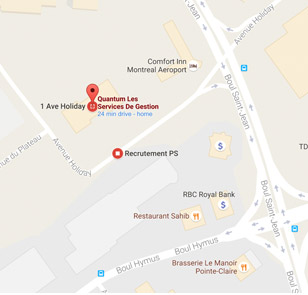 Avenue Holiday
Boul Saint-Jean
Comfort Inn
Montreal Aeroport
Quantum Les
Services De Gestion
1 Ave Holiday
24 min drive - home
Boul Saint-Jean
TD
ue du Plateau
Avenue Holiday
Recrutement PS
$
RBC Royal Bank
$
Boul Saint-Jean
Restaurant Sahib
Boul Hymus
Boul Hymus
Brasserie Le Manoir
Pointe-Claire